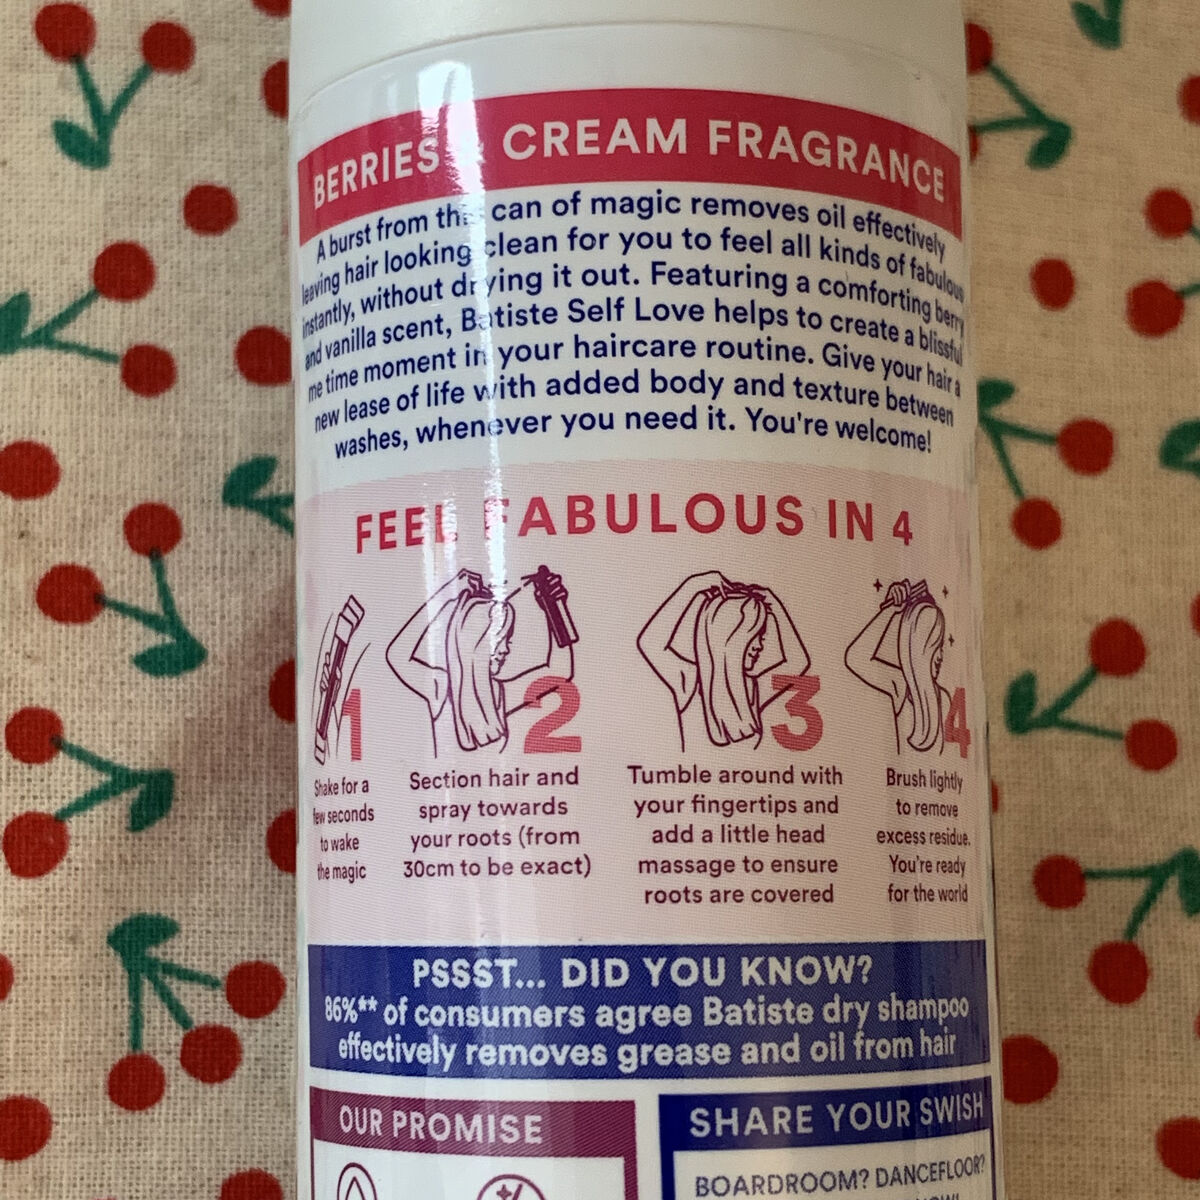 BERRIES & CREAM FRAGRANCE
A burst from this can of magic removes oil effectively
leaving hair looking clean for you to feel all kinds of fabulous
instantly, without drying it out. Featuring a comforting berry
and vanilla scent, Batiste Self Love helps to create a blissful
me time moment in your haircare routine. Give your hair a
new lease of life with added body and texture between
washes, whenever you need it. You're welcome!
FEEL FABULOUS IN 4
1
Shake for a
few seconds
to wake
the magic
2
Section hair and
spray towards
your roots (from
30cm to be exact)
3
Tumble around with
your fingertips and
add a little head
massage to ensure
roots are covered
4
Brush lightly
to remove
excess residue.
You're ready
for the world
PSSST... DID YOU KNOW?
86%** of consumers agree Batiste dry shampoo
effectively removes grease and oil from hair
OUR PROMISE
SHARE YOUR SWISH
BOARDROOM? DANCEFLOOR?